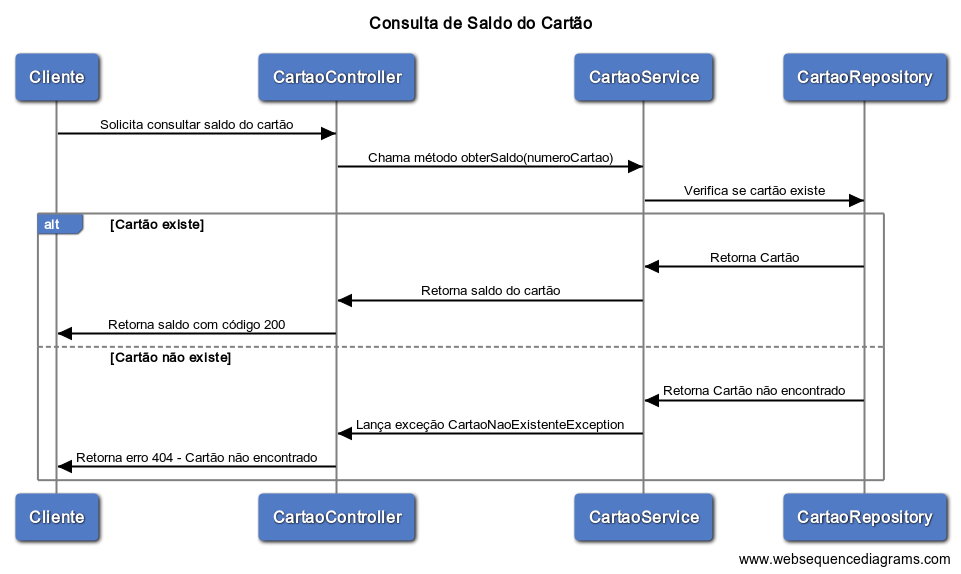 Consulta de Saldo do Cartão
Cliente CartaoController CartaoService CartaoRepository
Solicita consultar saldo do cartão
Chama método obterSaldo(numeroCartao)
Verifica se cartão existe
alt [Cartão existe]
Retorna Cartão
Retorna saldo do cartão
Retorna saldo com código 200
[Cartão não existe]
Retorna Cartão não encontrado
Lança exceção CartaoNaoExistenteException
Retorna erro 404 - Cartão não encontrado
Cliente CartaoController CartaoService CartaoRepository
www.websequencediagrams.com